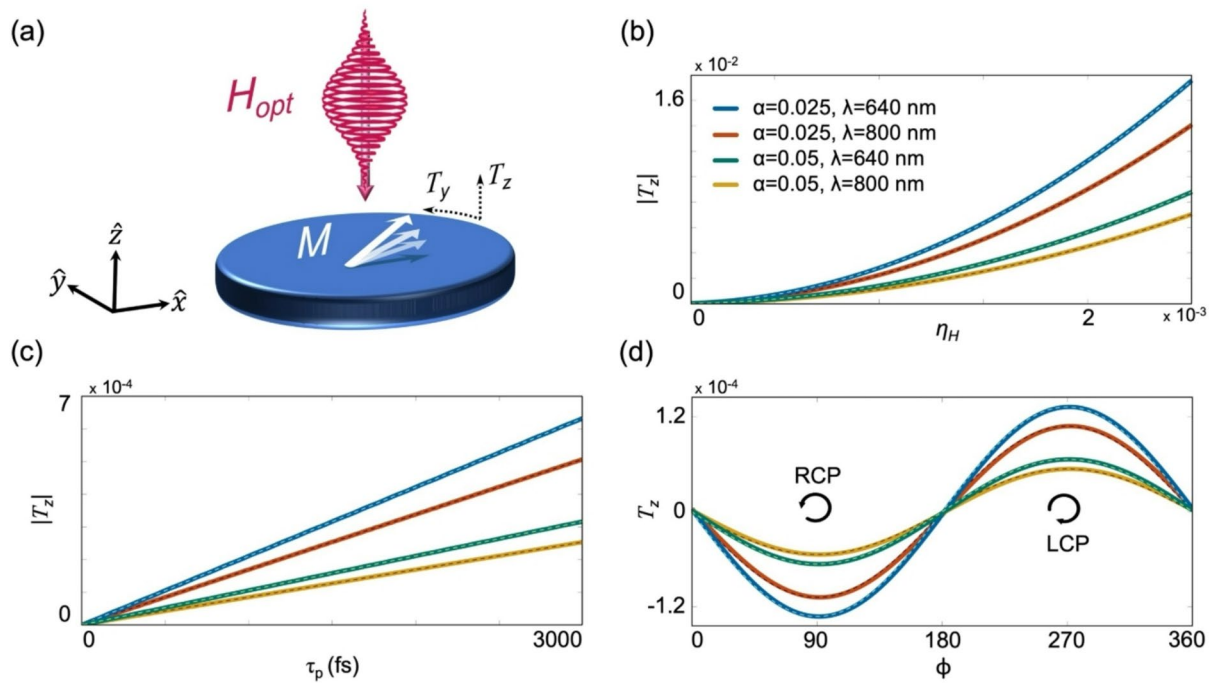 (a)
H_opt
T_y
T_z
M
ẑ
ŷ
x̂
(b)
x 10^-2
1.6
|T_z|
0
α=0.025, λ=640 nm
α=0.025, λ=800 nm
α=0.05, λ=640 nm
α=0.05, λ=800 nm
0
2
x 10^-3
η_H
(c)
x 10^-4
7
|T_z|
0
0
3000
τ_p (fs)
(d)
x 10^-4
1.2
T_z
0
-1.2
RCP
LCP
0
90
180
270
360
ϕ